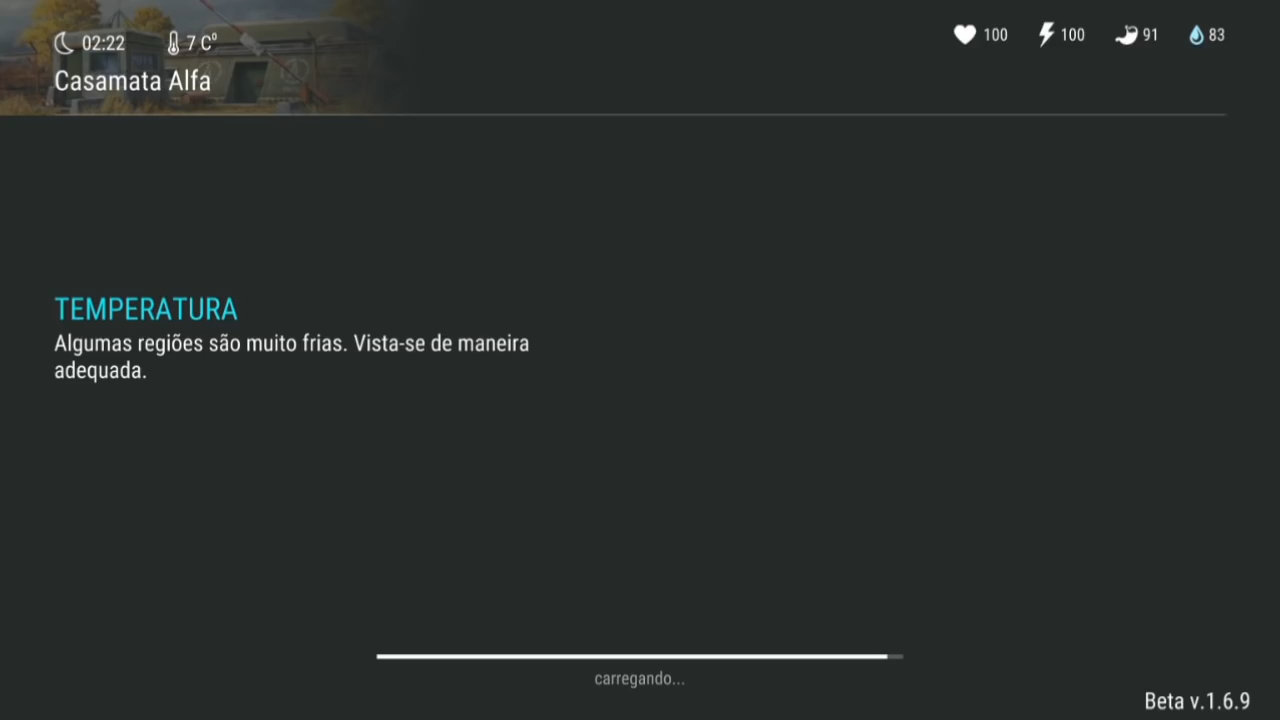 02:22 7 Cº
100 100 91 83
Casamata Alfa
TEMPERATURA
Algumas regiões são muito frias. Vista-se de maneira
adequada.
carregando...
Beta v.1.6.9